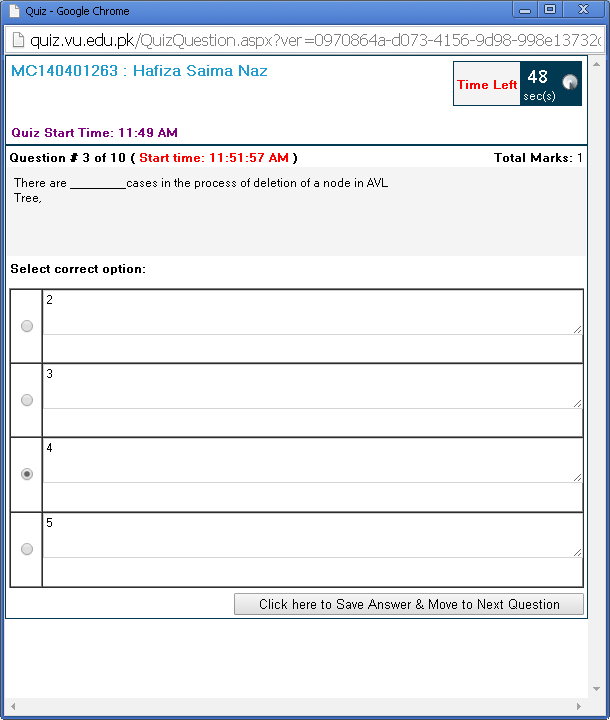 Quiz - Google Chrome
quiz.vu.edu.pk/QuizQuestion.aspx?ver=0970864a-d073-4156-9d98-998e13732c
MC140401263 : Hafiza Saima Naz
Time Left 48
sec(s)
Quiz Start Time: 11:49 AM
Question # 3 of 10 ( Start time: 11:51:57 AM ) Total Marks: 1
There are _________cases in the process of deletion of a node in AVL
Tree,
Select correct option:
2
3
4
5
Click here to Save Answer & Move to Next Question